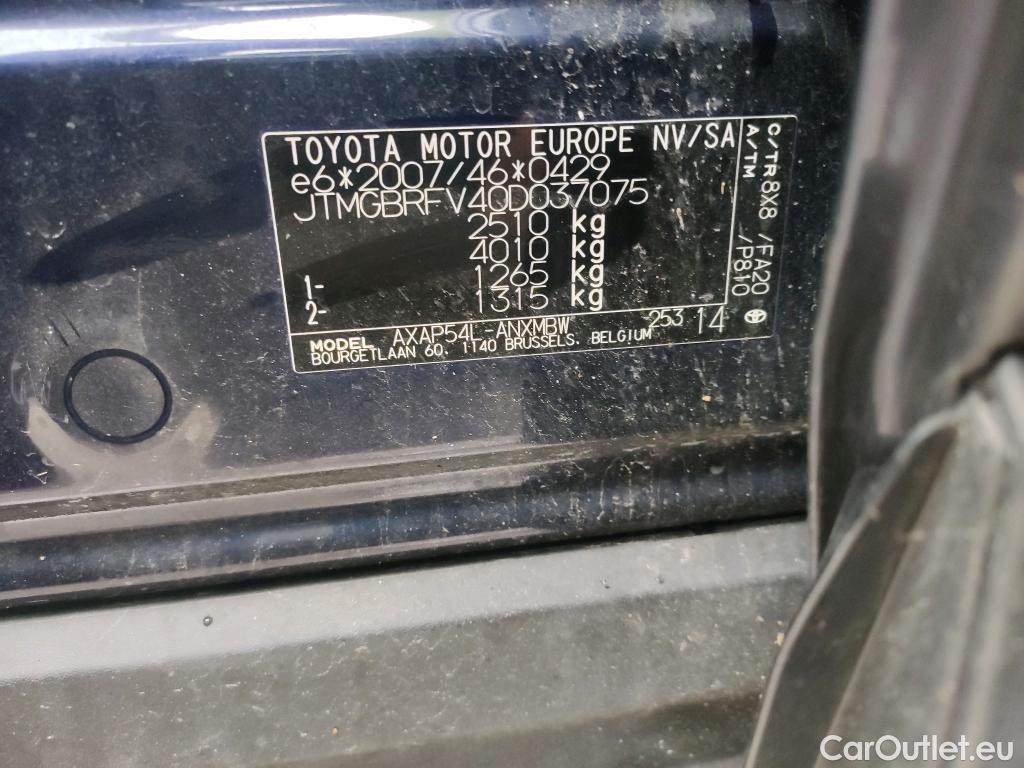 TOYOTA MOTOR EUROPE NV/SA
e6*2007/46*0429
JTMGBRFV40D037075
2510 kg
4010 kg
1- 1265 kg
2- 1315 kg
MODEL AXAP54L-ANXMBW 253 14
BOURGETLAAN 60, 1140 BRUSSELS, BELGIUM
C/TR 8X8 /FA20
A/TM /P810
CarOutlet.eu